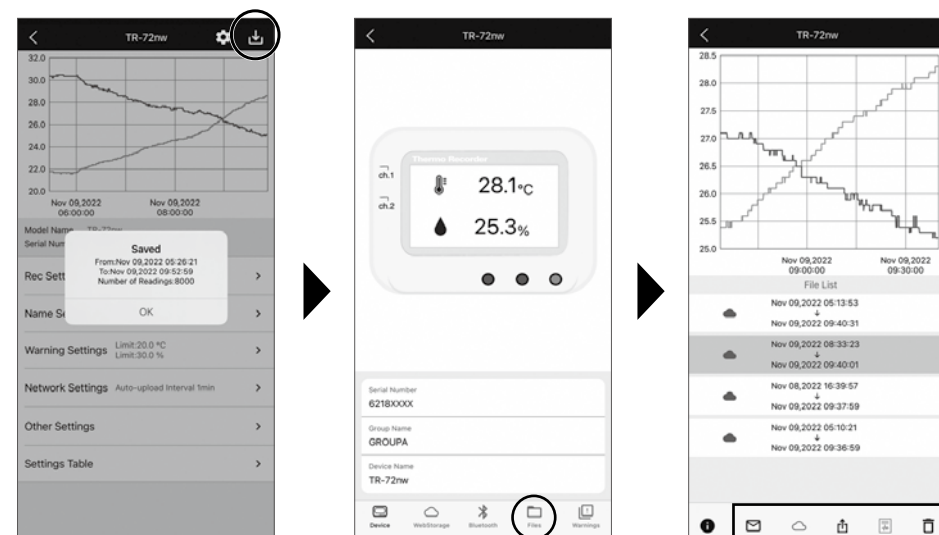 TR-72nw
32.0
30.0
28.0
26.0
24.0
22.0
20.0
Nov 09,2022 Nov 09,2022
06:00:00 08:00:00
Model Name TR-72nw
Serial Num
Saved
From:Nov 09,2022 05:26:21
To:Nov 09,2022 09:52:59
Number of Readings:8000
OK
Rec Sett
Name Se
Warning Settings Limit:20.0 °C
Limit:30.0 %
Network Settings Auto-upload Interval 1min
Other Settings
Settings Table
TR-72nw
Thermo Recorder
ch.1
28.1°C
ch.2
25.3%
Serial Number
6218XXXX
Group Name
GROUPA
Device Name
TR-72nw
Device WebStorage Bluetooth Files Warnings
TR-72nw
28.5
28.0
27.5
27.0
26.5
26.0
25.5
25.0
Nov 09,2022 Nov 09,2022
09:00:00 09:30:00
File List
Nov 09,2022 05:13:53
↓
Nov 09,2022 09:40:31
Nov 09,2022 08:33:23
↓
Nov 09,2022 09:40:01
Nov 08,2022 16:39:57
↓
Nov 09,2022 09:37:59
Nov 09,2022 05:10:21
↓
Nov 09,2022 09:36:59